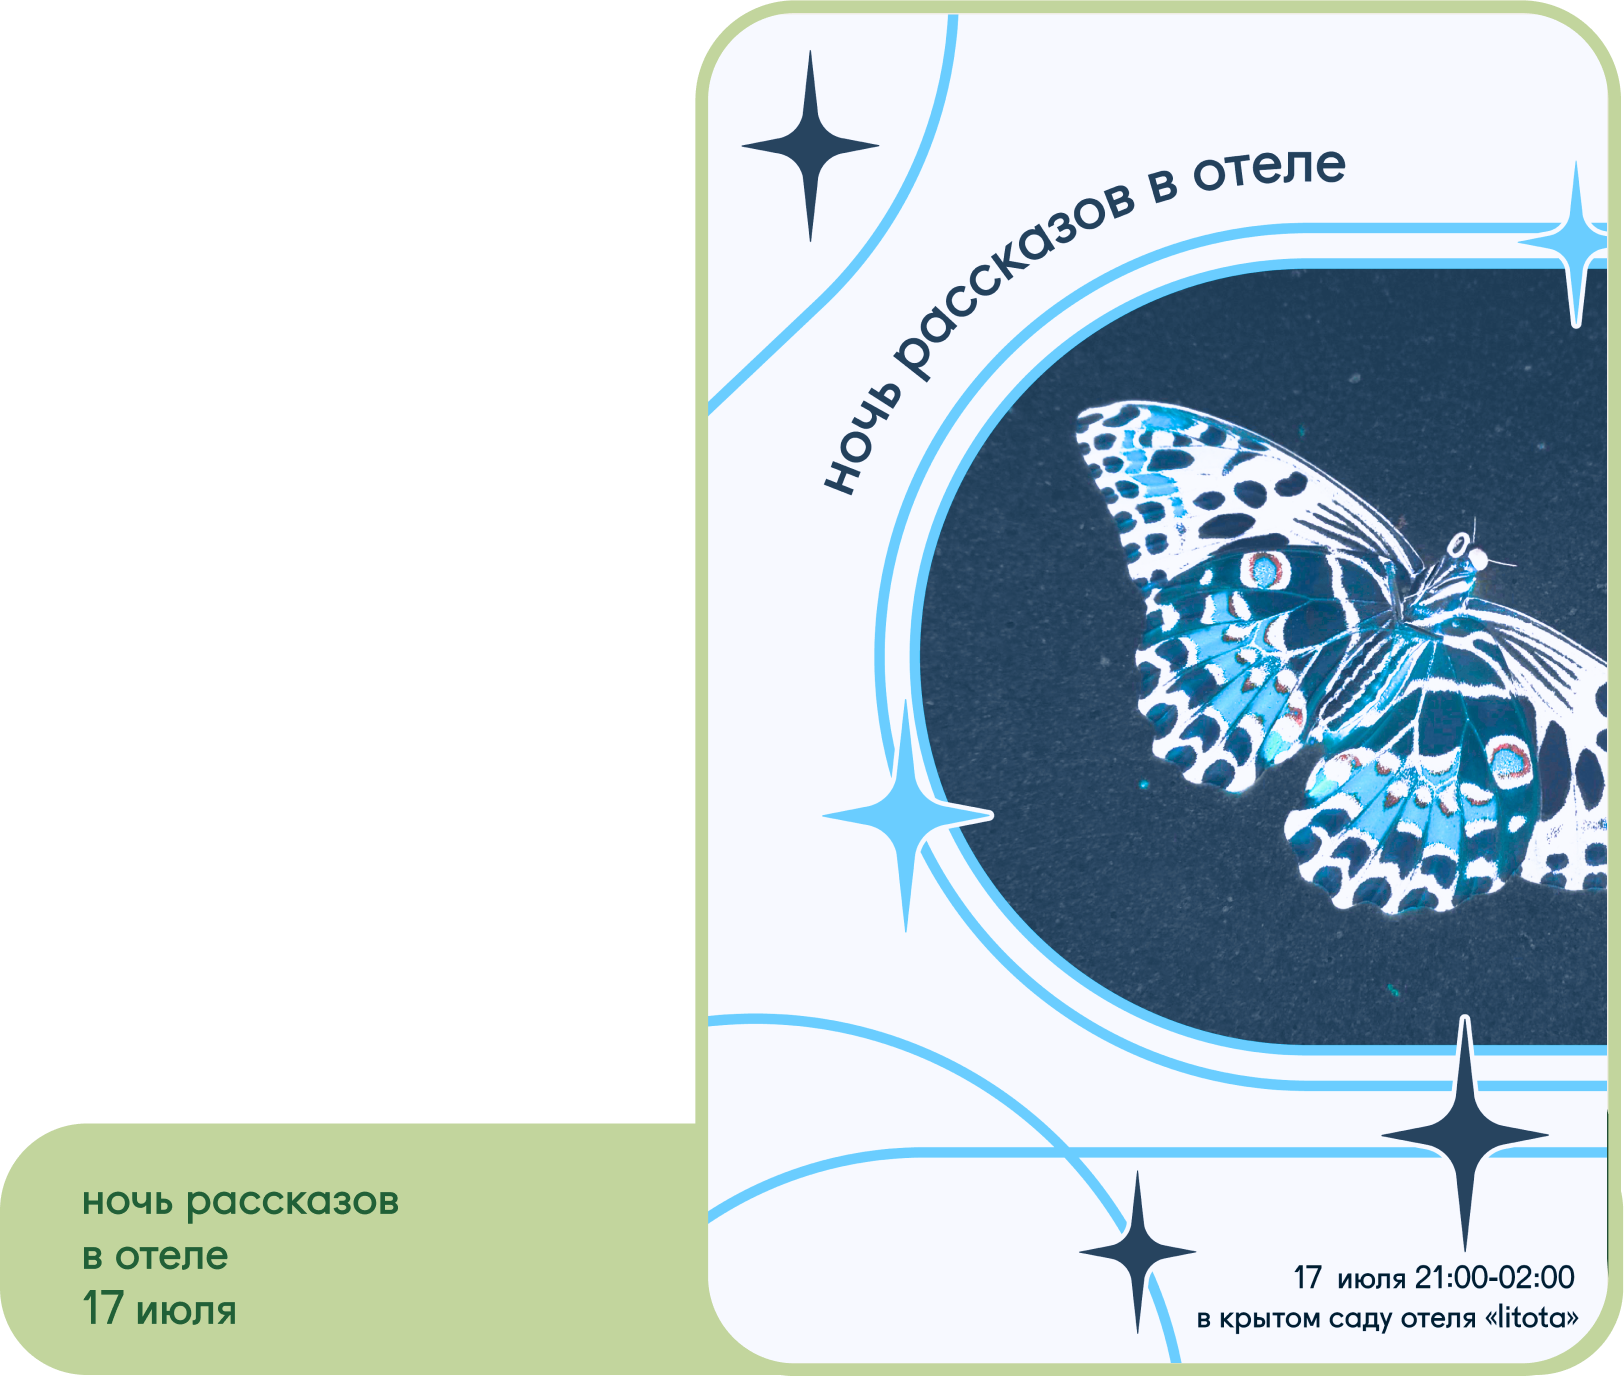 ночь рассказов в отеле
ночь рассказов
в отеле
17 июля
17 июля 21:00-02:00
в крытом саду отеля «litota»